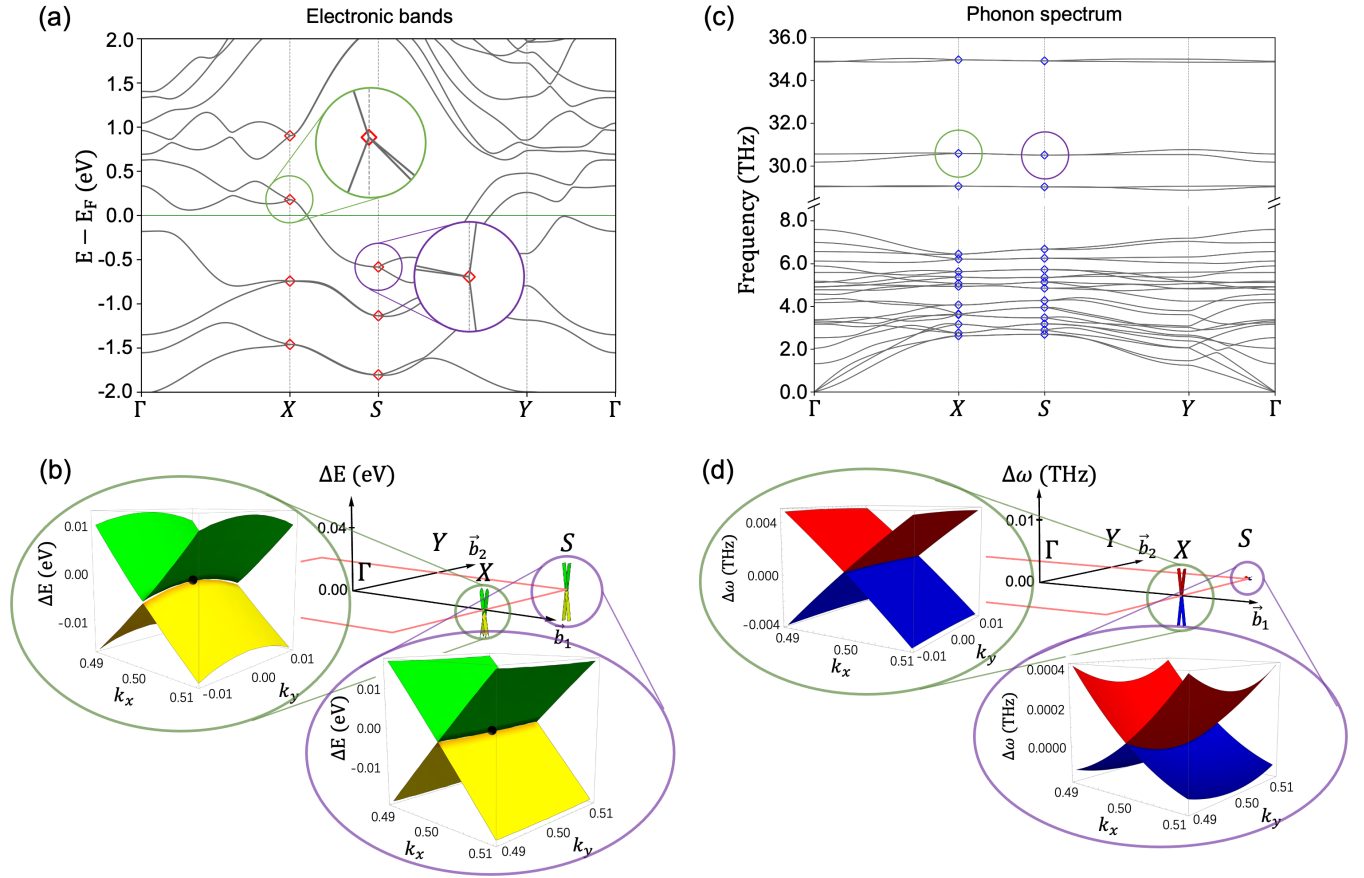 (a)
Electronic bands
E − E_F (eV)
2.0
1.5
1.0
0.5
0.0
-0.5
-1.0
-1.5
-2.0
Γ X S Y Γ
(c)
Phonon spectrum
Frequency (THz)
36.0
34.0
32.0
30.0
8.0
6.0
4.0
2.0
0.0
Γ X S Y Γ
(b)
ΔE (eV)
0.04
0.00
Γ
Y
b⃗₂
X
S
b⃗₁
ΔE (eV)
0.01
0.00
-0.01
0.49 0.50 0.51
k_x
-0.01 0.00 0.01
k_y
ΔE (eV)
0.01
0.00
-0.01
0.49 0.50 0.51
k_x
0.49 0.50 0.51
k_y
(d)
Δω (THz)
0.01
0.00
Γ
Y
b⃗₂
X
S
b⃗₁
Δω (THz)
0.004
0.000
-0.004
0.49 0.50 0.51
k_x
-0.01 0.00 0.01
k_y
Δω (THz)
0.0004
0.0002
0.0000
0.49 0.50 0.51
k_x
0.49 0.50 0.51
k_y